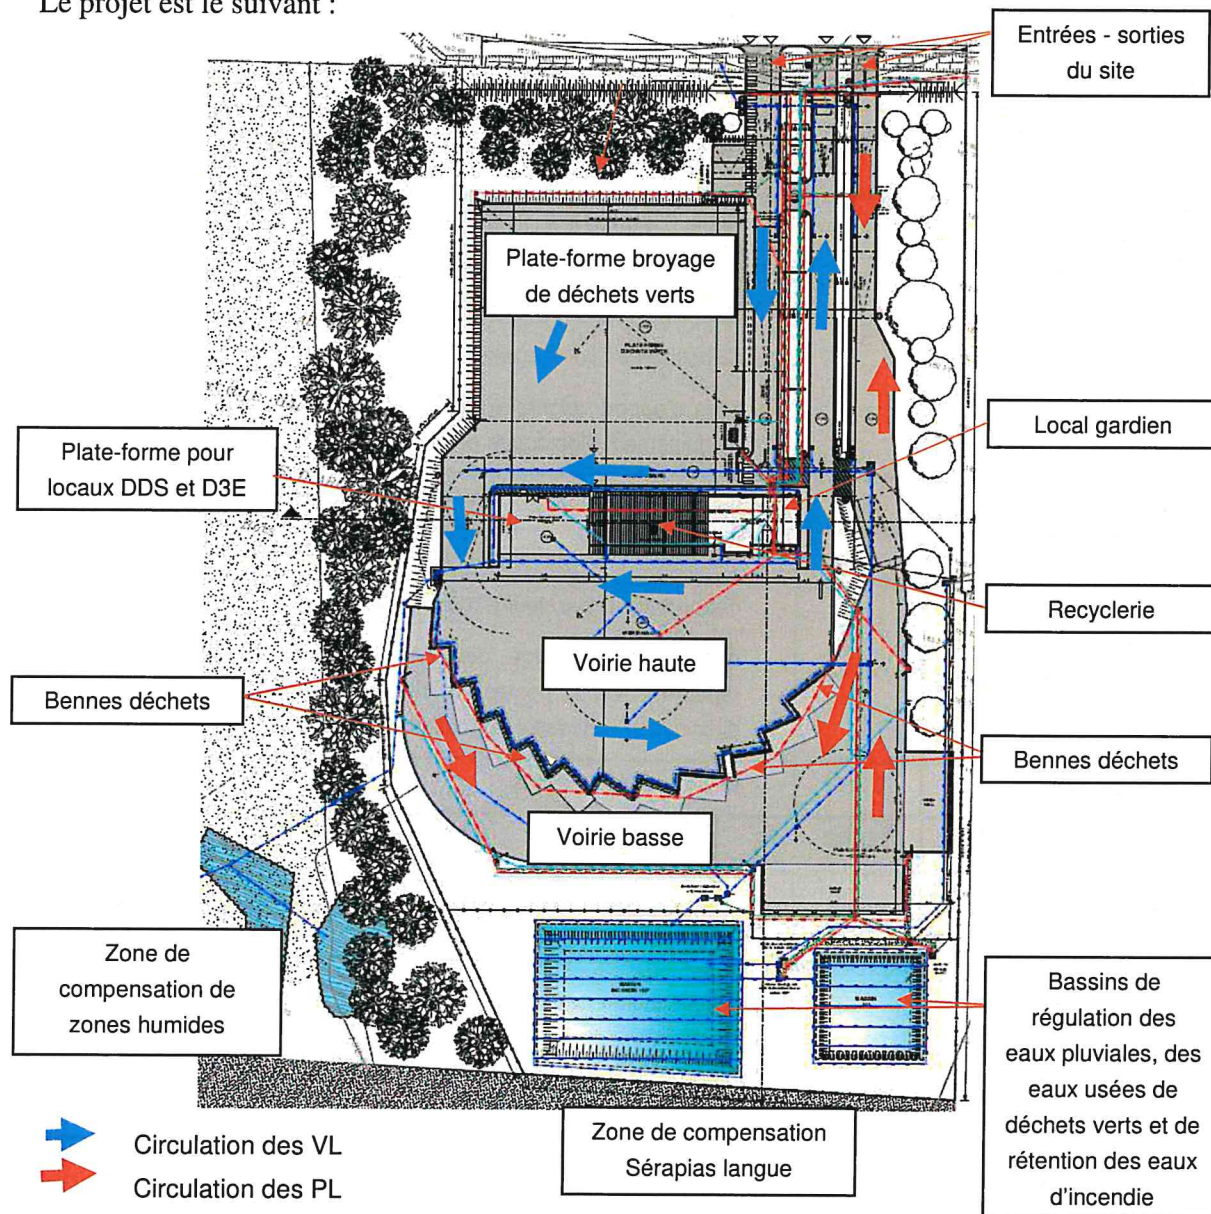 Le projet est le suivant :
Entrées - sorties
du site
Plate-forme broyage
de déchets verts
Local gardien
Plate-forme pour
locaux DDS et D3E
Recyclerie
Voirie haute
Bennes déchets
Bennes déchets
Voirie basse
Zone de
compensation de
zones humides
Bassins de
régulation des
eaux pluviales, des
eaux usées de
déchets verts et de
rétention des eaux
d'incendie
Zone de compensation
Sérapias langue
Circulation des VL
Circulation des PL